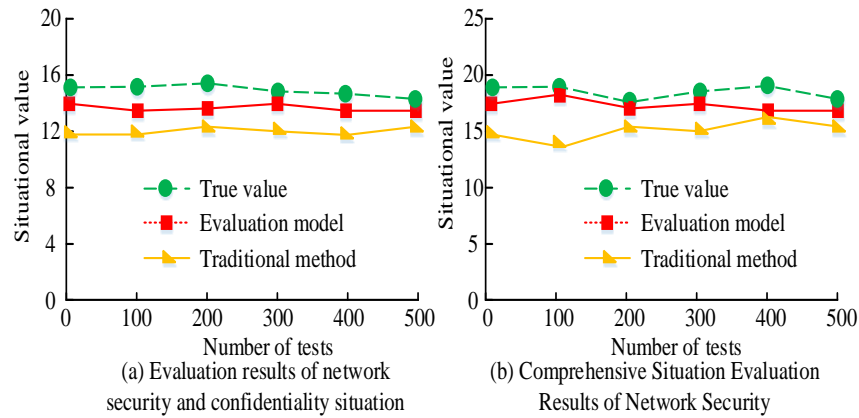 20
16
12
8
4
0
Situational value
True value
Evaluation model
Traditional method
0 100 200 300 400 500
Number of tests
(a) Evaluation results of network
security and confidentiality situation
25
20
15
10
5
0
Situational value
True value
Evaluation model
Traditional method
0 100 200 300 400 500
Number of tests
(b) Comprehensive Situation Evaluation
Results of Network Security